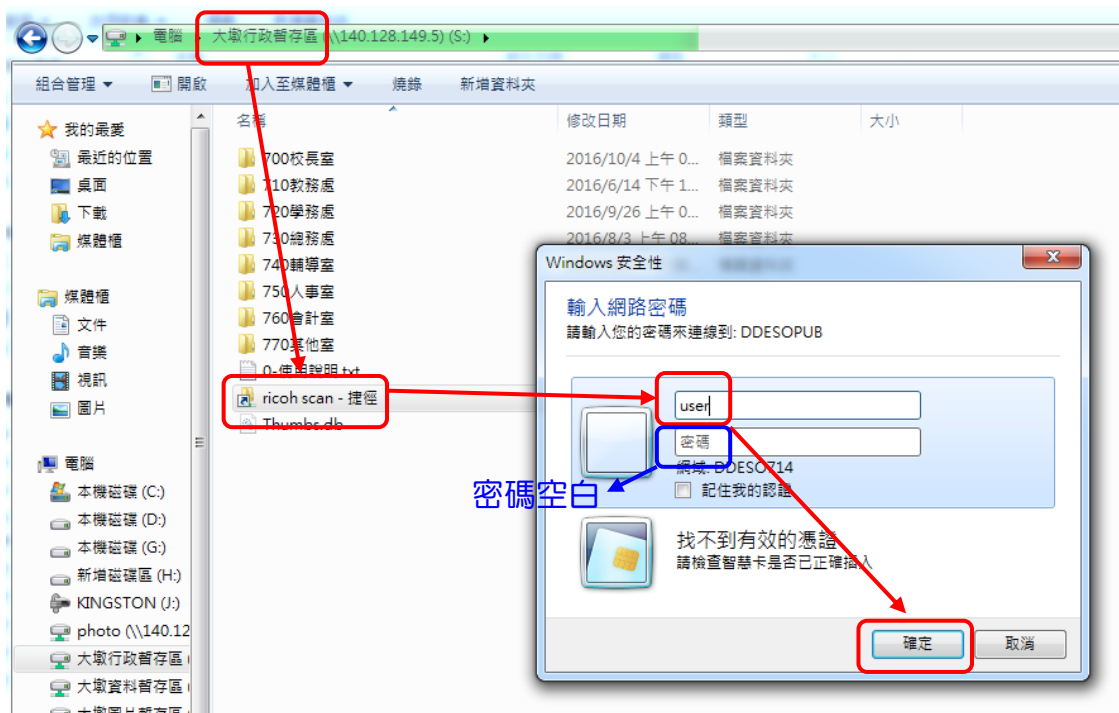 電腦 大墩行政暫存區 (\\140.128.149.5) (S:)
組合管理 開啟 加入至媒體櫃 燒錄 新增資料夾
名稱 修改日期 類型 大小
我的最愛
最近的位置
桌面
下載
媒體櫃
媒體櫃
文件
音樂
視訊
圖片
電腦
本機磁碟 (C:)
本機磁碟 (D:)
本機磁碟 (G:)
新增磁碟區 (H:)
KINGSTON (J:)
photo (\\140.12
大墩行政暫存區 (
大墩資料暫存區 (
大墩圖片暫存區 (
700校長室 2016/10/4 上午 0... 檔案資料夾
710教務處 2016/6/14 下午 1... 檔案資料夾
720學務處 2016/9/26 上午 0... 檔案資料夾
730總務處 2016/8/3 上午 08... 檔案資料夾
740輔導室
750人事室
760會計室
770其他室
0-使用說明.txt
ricoh scan - 捷徑
Thumbs.db
Windows 安全性
輸入網路密碼
請輸入您的密碼來連線到: DDESOPUB
user
密碼
網域: DDESO714
記住我的認證
密碼空白
找不到有效的憑證
請檢查智慧卡是否已正確插入
確定 取消